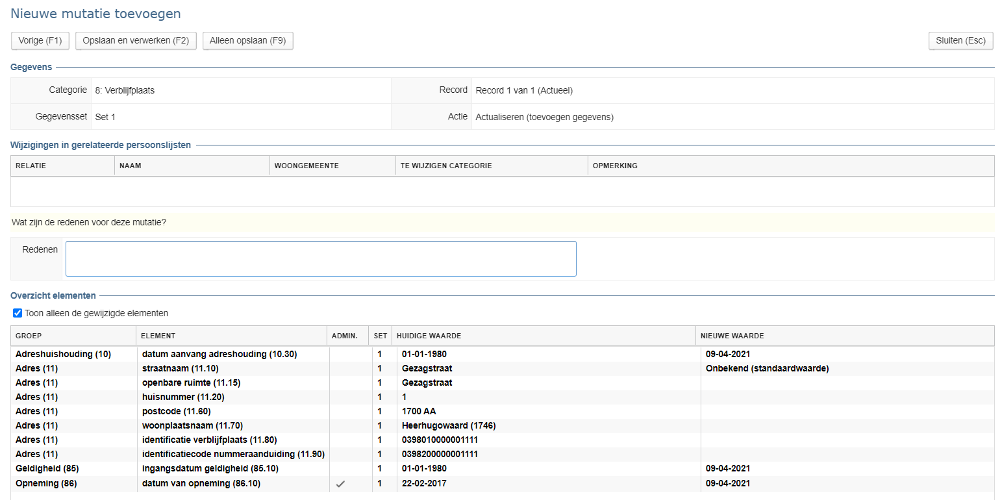 Nieuwe mutatie toevoegen
Vorige (F1) Opslaan en verwerken (F2) Alleen opslaan (F9) Sluiten (Esc)
Gegevens
Categorie 8: Verblijfplaats Record Record 1 van 1 (Actueel)
Gegevensset Set 1 Actie Actualiseren (toevoegen gegevens)
Wijzigingen in gerelateerde persoonslijsten
RELATIE NAAM WOONGEMEENTE TE WIJZIGEN CATEGORIE OPMERKING
Wat zijn de redenen voor deze mutatie?
Redenen
Overzicht elementen
Toon alleen de gewijzigde elementen
GROEP ELEMENT ADMIN. SET HUIDIGE WAARDE NIEUWE WAARDE
Adreshuishouding (10) datum aanvang adreshouding (10.30) 1 01-01-1980 09-04-2021
Adres (11) straatnaam (11.10) 1 Gezagstraat Onbekend (standaardwaarde)
Adres (11) openbare ruimte (11.15) 1 Gezagstraat
Adres (11) huisnummer (11.20) 1 1
Adres (11) postcode (11.60) 1 1700 AA
Adres (11) woonplaatsnaam (11.70) 1 Heerhugowaard (1746)
Adres (11) identificatie verblijfplaats (11.80) 1 0398010000001111
Adres (11) identificatiecode nummeraanduiding (11.90) 1 0398200000001111
Geldigheid (85) ingangsdatum geldigheid (85.10) 1 01-01-1980 09-04-2021
Opneming (86) datum van opneming (86.10) 1 22-02-2017 09-04-2021